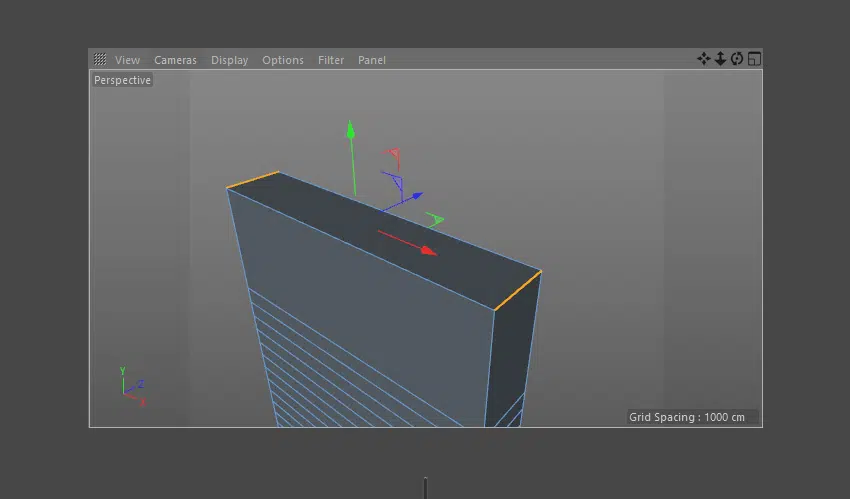 View Cameras Display Options Filter Panel
Perspective
Y
Z
X
Grid Spacing : 1000 cm